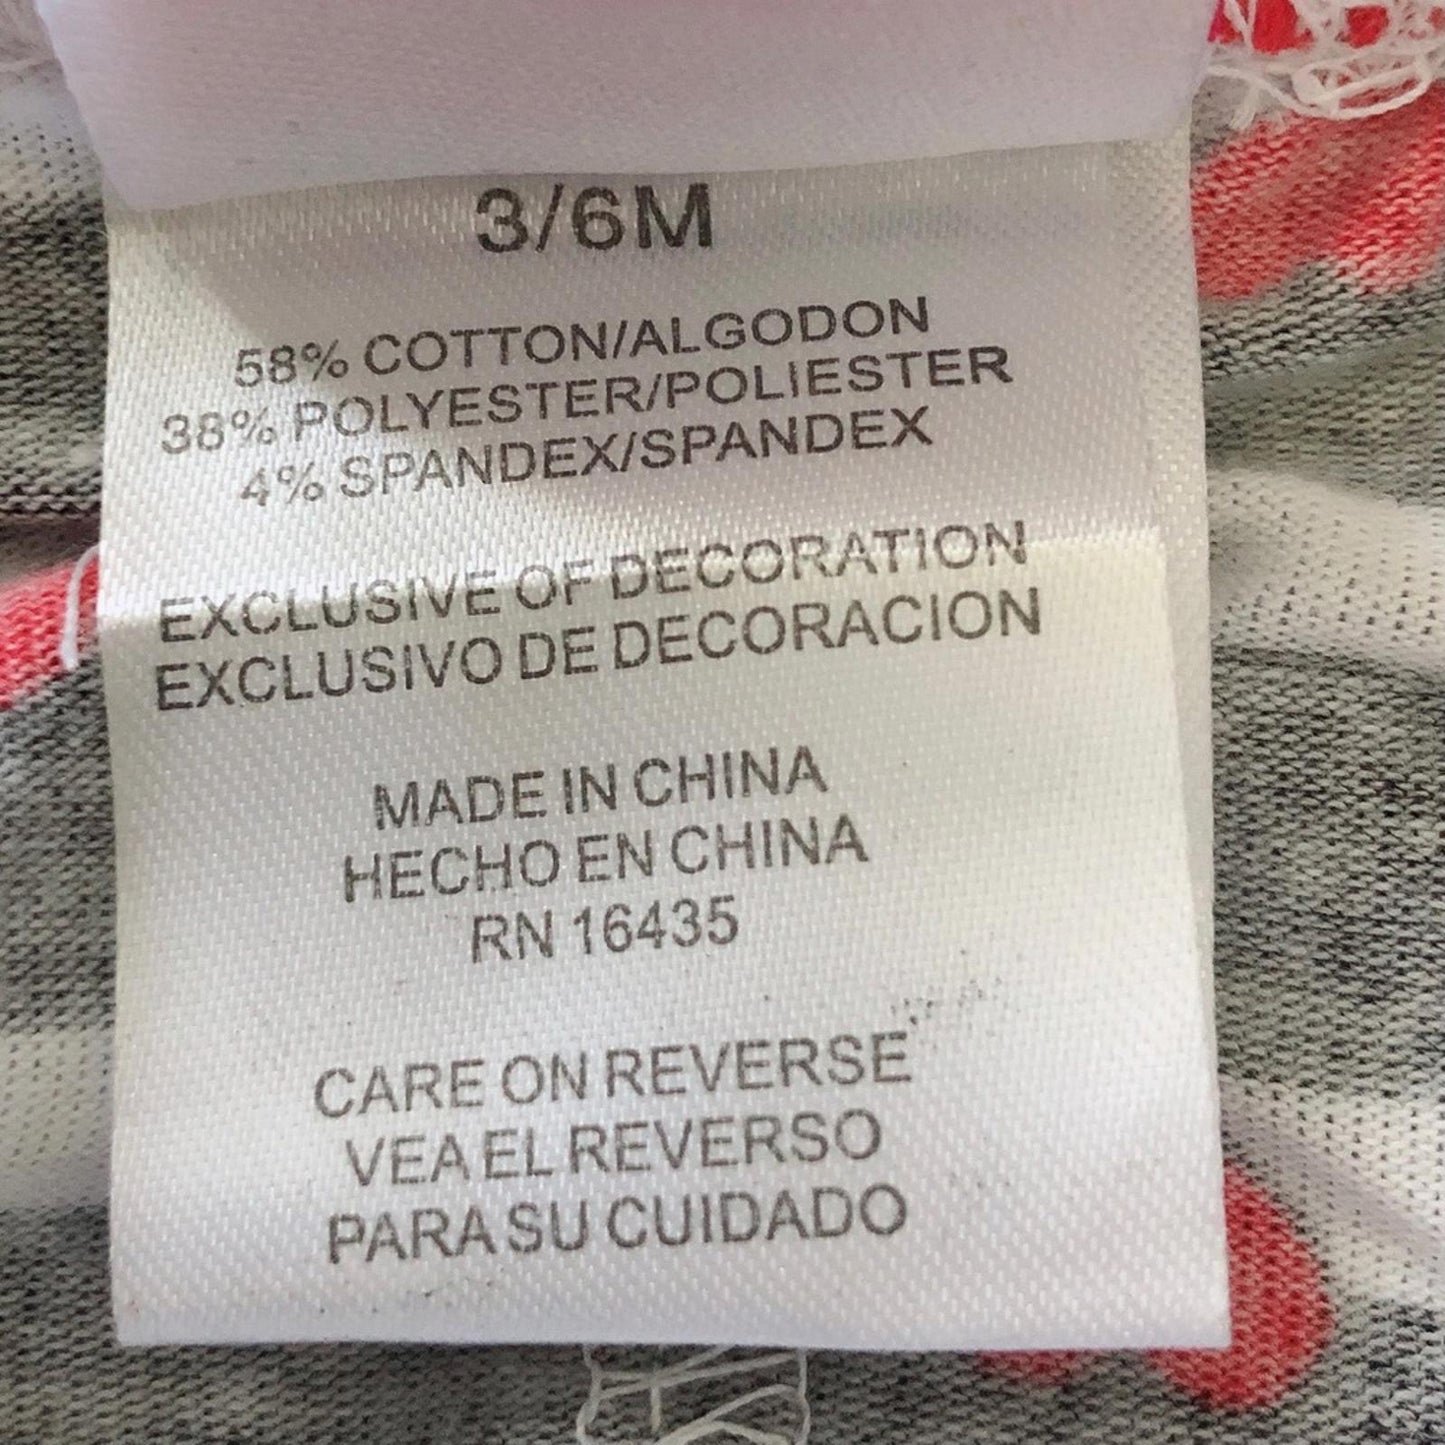 3/6M
58% COTTON/ALGODON
38% POLYESTER/POLIESTER
4% SPANDEX/SPANDEX
EXCLUSIVE OF DECORATION
EXCLUSIVO DE DECORACION
MADE IN CHINA
HECHO EN CHINA
RN 16435
CARE ON REVERSE
VEA EL REVERSO
PARA SU CUIDADO